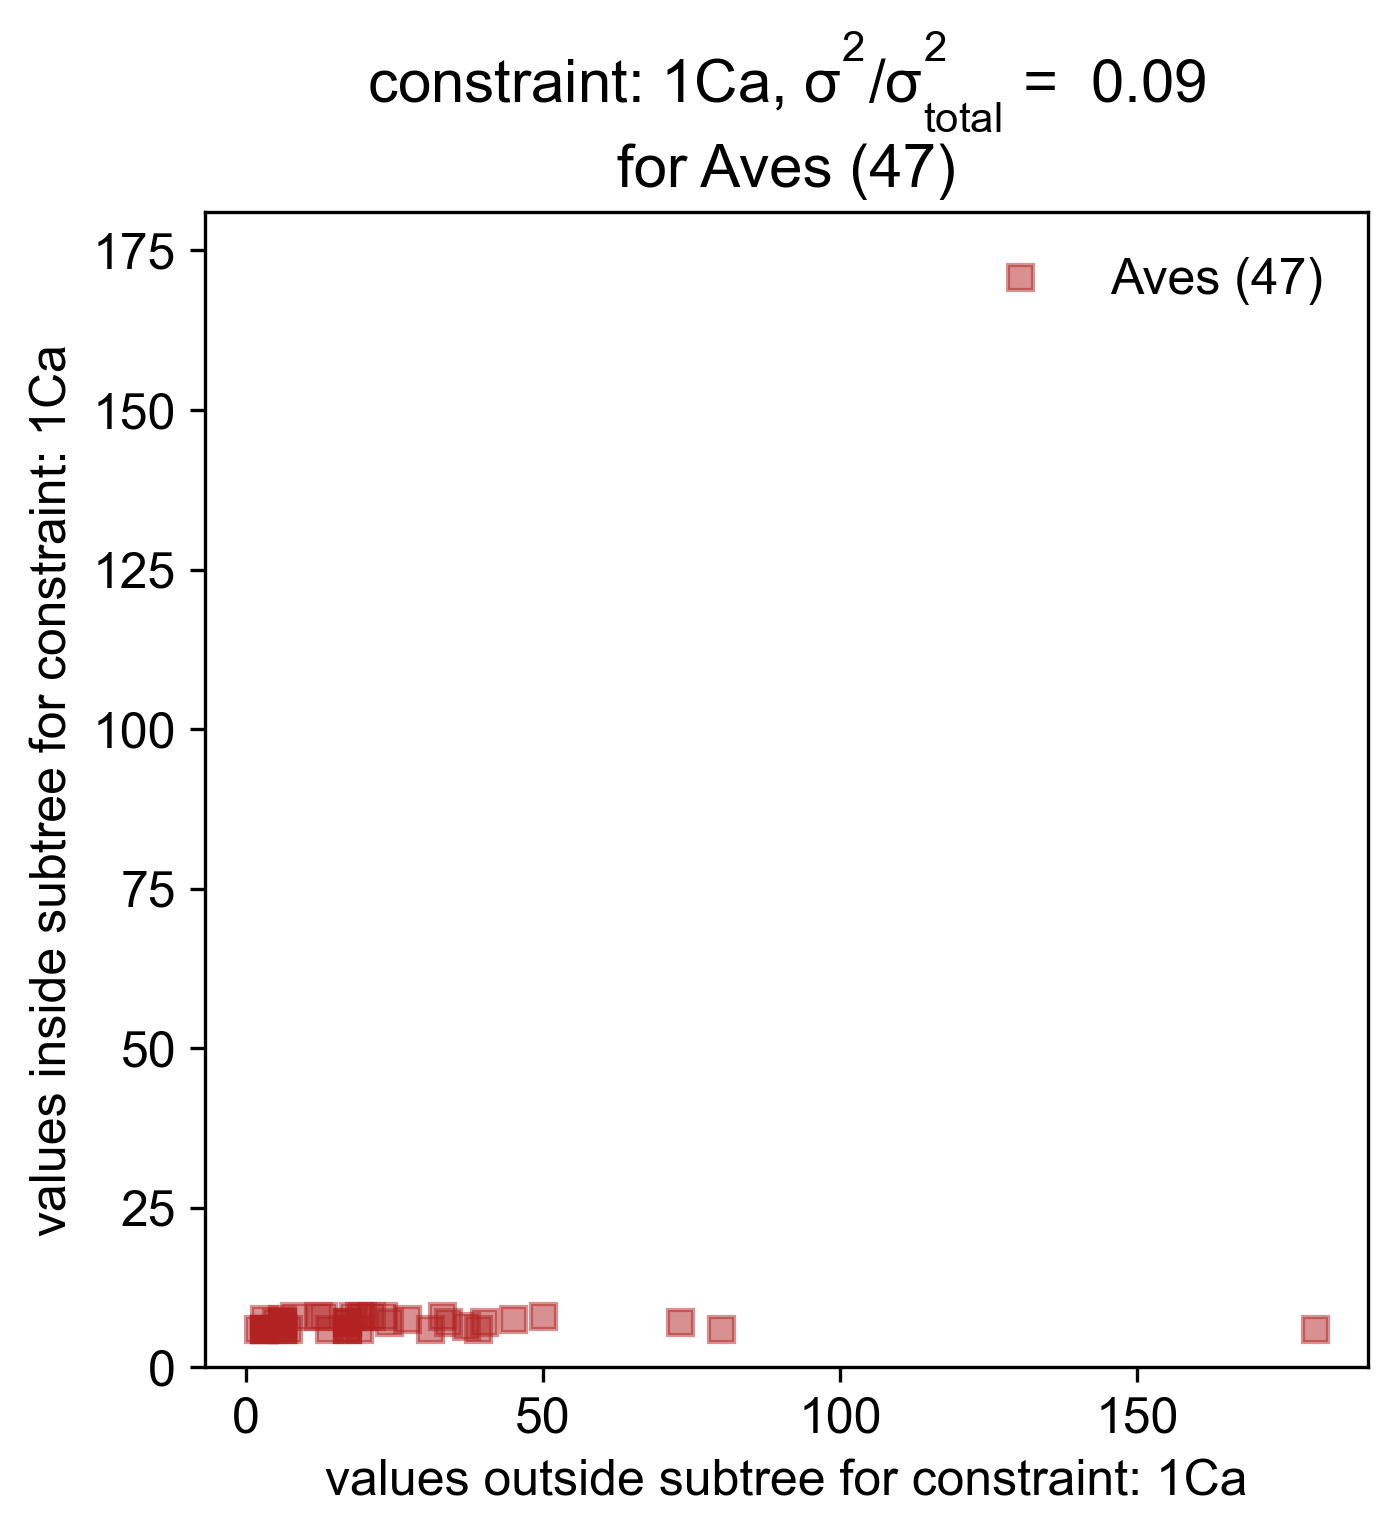 constraint: 1Ca, σ²/σ²total = 0.09
for Aves (47)
Aves (47)
175
150
125
100
75
50
25
0
values inside subtree for constraint: 1Ca
0 50 100 150
values outside subtree for constraint: 1Ca